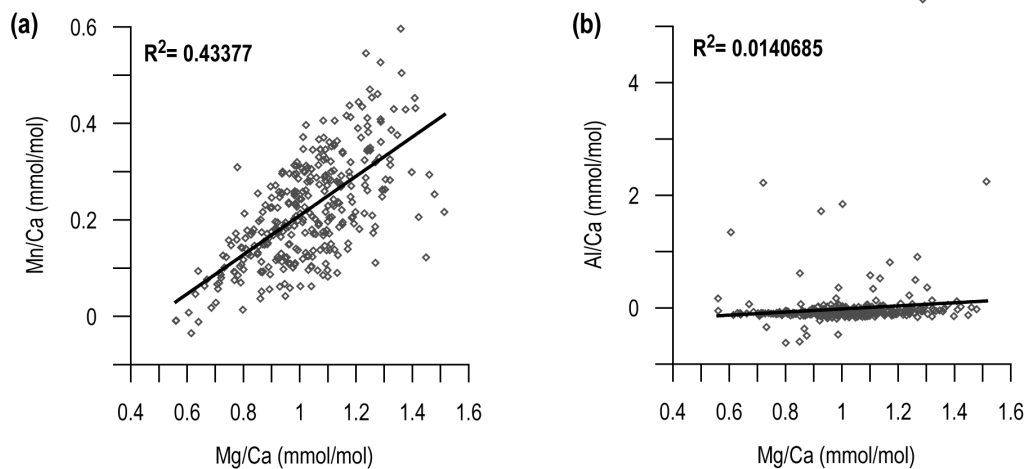 (a)
R²= 0.43377
0.6
0.4
0.2
0
Mn/Ca (mmol/mol)
0.4 0.6 0.8 1 1.2 1.4 1.6
Mg/Ca (mmol/mol)
(b)
R²= 0.0140685
4
2
0
Al/Ca (mmol/mol)
0.4 0.6 0.8 1 1.2 1.4 1.6
Mg/Ca (mmol/mol)